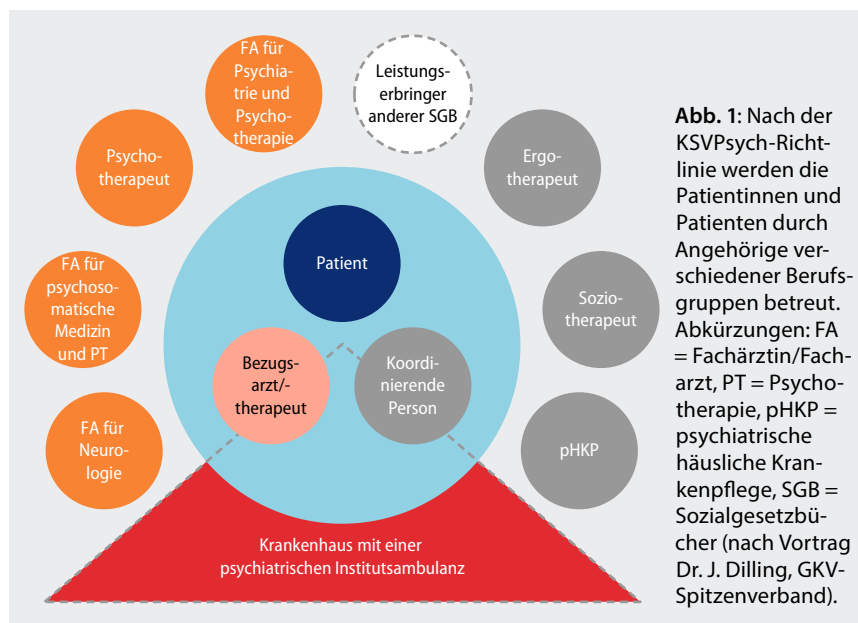 FA für
Psychia-
trie und
Psycho-
therapie
Leistungs-
erbringer
anderer SGB
Psycho-
therapeut
Ergo-
therapeut
FA für
psychoso-
matische
Medizin
und PT
Patient
Sozio-
therapeut
Bezugs-
arzt/-
therapeut
Koordi-
nierende
Person
FA für
Neuro-
logie
pHKP
Krankenhaus mit einer
psychiatrischen Institutsambulanz
Abb. 1: Nach der
KSVPsych-Richt-
linie werden die
Patientinnen und
Patienten durch
Angehörige ver-
schiedener Berufs-
gruppen betreut.
Abkürzungen: FA
= Fachärztin/Fach-
arzt, PT = Psycho-
therapie, pHKP =
psychiatrische
häusliche Kran-
kenpflege, SGB =
Sozialgesetzbü-
cher (nach Vortrag
Dr. J. Dilling, GKV-
Spitzenverband).